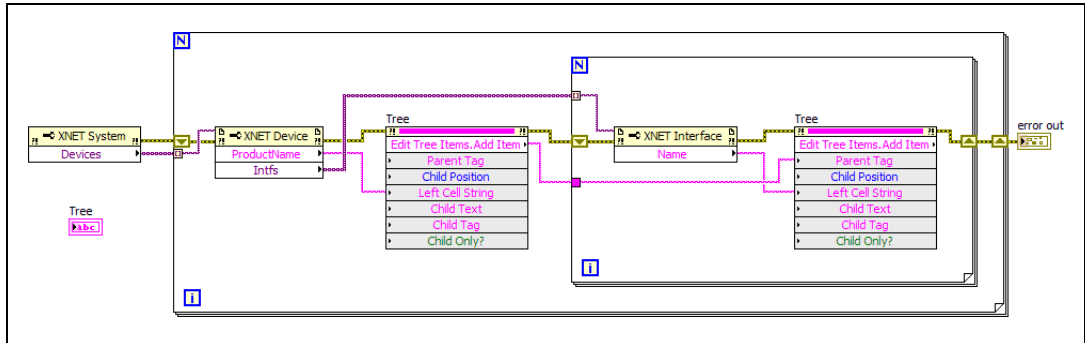 N
N
XNET System
Devices
XNET Device
ProductName
Intfs
Tree
Edit Tree Items.Add Item
Parent Tag
Child Position
Left Cell String
Child Text
Child Tag
Child Only?
XNET Interface
Name
Tree
Edit Tree Items.Add Item
Parent Tag
Child Position
Left Cell String
Child Text
Child Tag
Child Only?
error out
Tree
abc
i
i